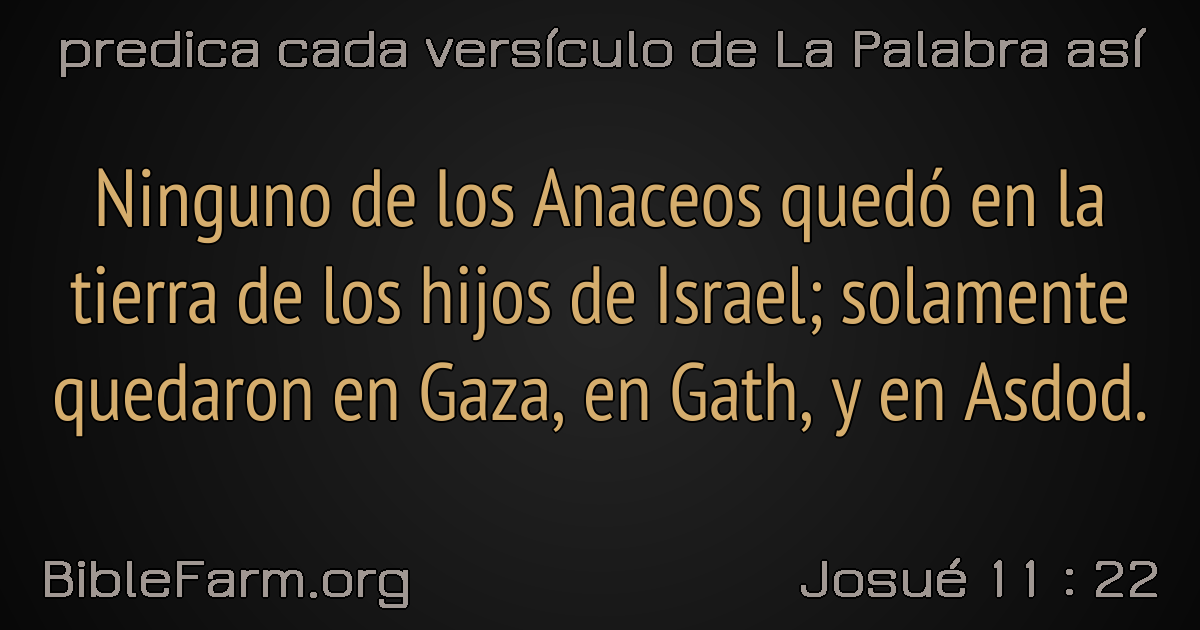 predica cada versículo de La Palabra así
Ninguno de los Anaceos quedó en la
tierra de los hijos de Israel; solamente
quedaron en Gaza, en Gath, y en Asdod.
BibleFarm.org
Josué 11 : 22